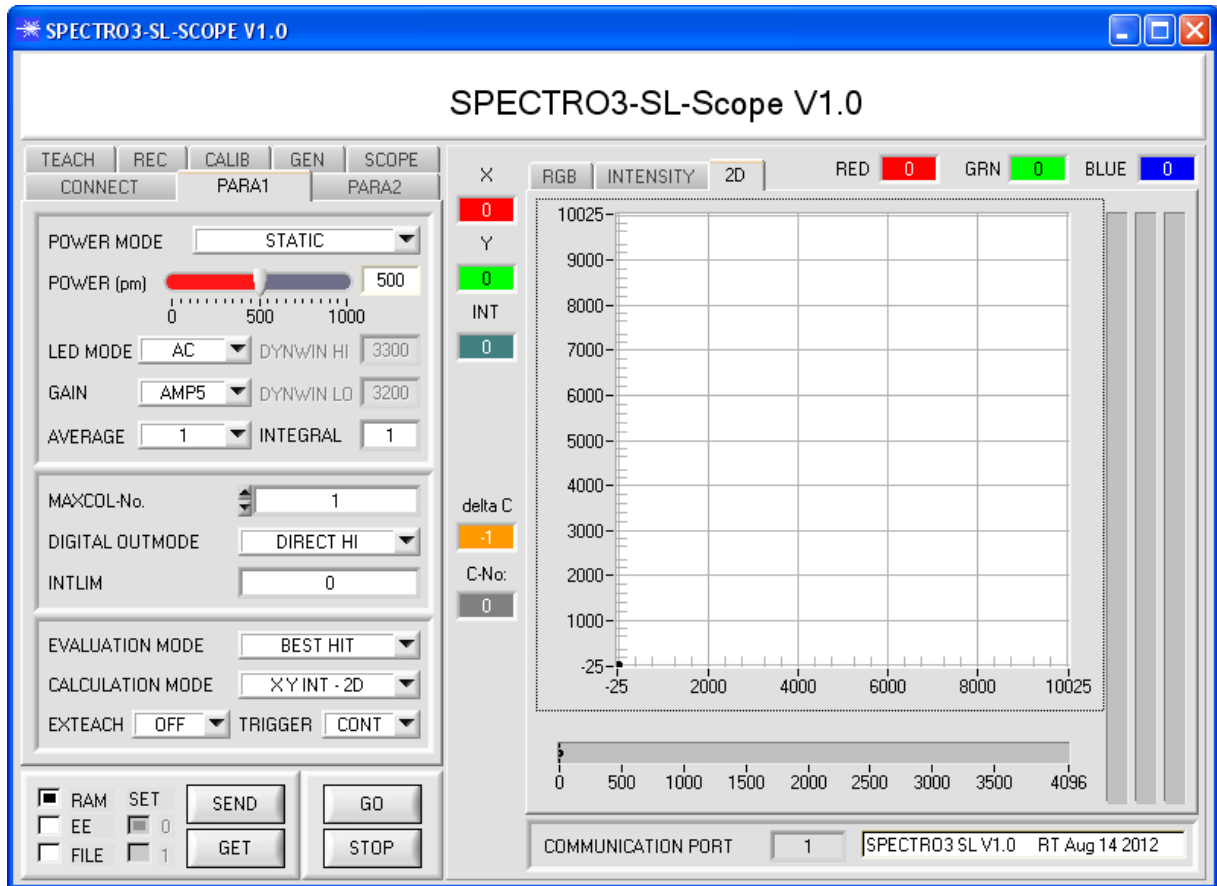 SPECTRO3-SL-SCOPE V1.0
SPECTRO3-SL-Scope V1.0
TEACH REC CALIB GEN SCOPE
CONNECT PARA1 PARA2
POWER MODE STATIC
POWER (pm) 500
0 500 1000
LED MODE AC DYNWIN HI 3300
GAIN AMP5 DYNWIN LO 3200
AVERAGE 1 INTEGRAL 1
MAXCOL-No. 1
DIGITAL OUTMODE DIRECT HI
INTLIM 0
EVALUATION MODE BEST HIT
CALCULATION MODE X Y INT - 2D
EXTEACH OFF TRIGGER CONT
RAM SET SEND GO
EE 0
FILE 1 GET STOP
X
0
Y
0
INT
0
delta C
-1
C-No:
0
RGB INTENSITY 2D RED 0 GRN 0 BLUE 0
10025
9000
8000
7000
6000
5000
4000
3000
2000
1000
-25
-25 2000 4000 6000 8000 10025
0 500 1000 1500 2000 2500 3000 3500 4096
COMMUNICATION PORT 1 SPECTRO3 SL V1.0 RT Aug 14 2012